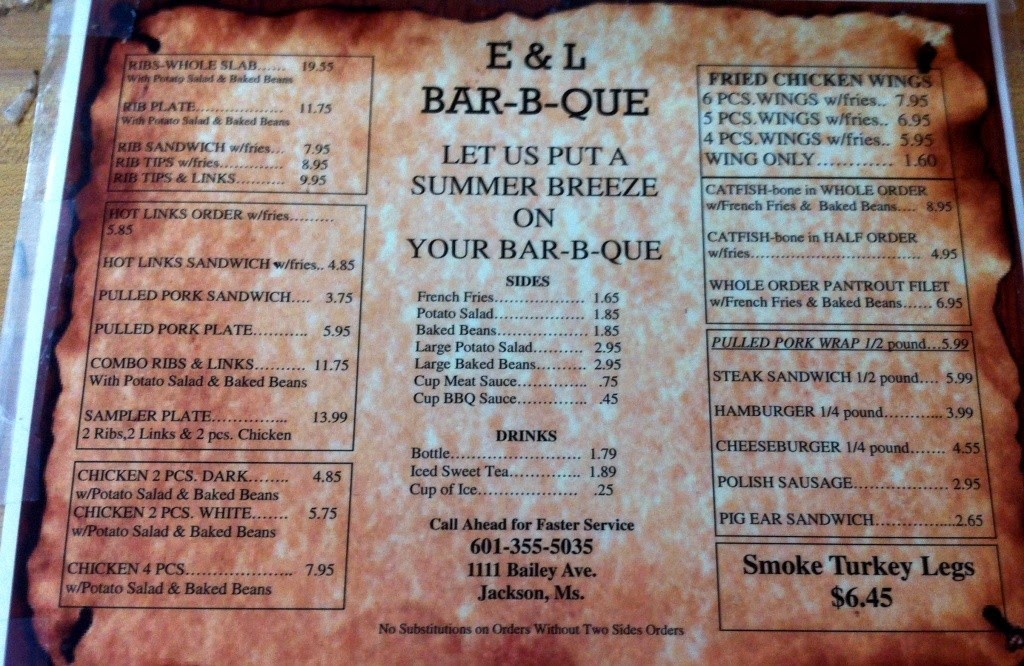 E & L
BAR-B-QUE
LET US PUT A
SUMMER BREEZE
ON
YOUR BAR-B-QUE
RIBS-WHOLE SLAB...... 19.55
With Potato Salad & Baked Beans
RIB PLATE.................. 11.75
With Potato Salad & Baked Beans
RIB SANDWICH w/fries... 7.95
RIB TIPS w/fries............. 8.95
RIB TIPS & LINKS.......... 9.95
HOT LINKS ORDER w/fries.........
5.85
HOT LINKS SANDWICH w/fries.. 4.85
PULLED PORK SANDWICH.... 3.75
PULLED PORK PLATE........... 5.95
COMBO RIBS & LINKS.......... 11.75
With Potato Salad & Baked Beans
SAMPLER PLATE............... 13.99
2 Ribs,2 Links & 2 pcs. Chicken
CHICKEN 2 PCS. DARK........ 4.85
w/Potato Salad & Baked Beans
CHICKEN 2 PCS. WHITE....... 5.75
w/Potato Salad & Baked Beans
CHICKEN 4 PCS..................... 7.95
w/Potato Salad & Baked Beans
SIDES
French Fries.................. 1.65
Potato Salad.................. 1.85
Baked Beans................. 1.85
Large Potato Salad.......... 2.95
Large Baked Beans.......... 2.95
Cup Meat Sauce.............. .75
Cup BBQ Sauce.............. .45
DRINKS
Bottle.......................... 1.79
Iced Sweet Tea.............. 1.89
Cup of Ice.................... .25
Call Ahead for Faster Service
601-355-5035
1111 Bailey Ave.
Jackson, Ms.
No Substitutions on Orders Without Two Sides Orders
FRIED CHICKEN WINGS
6 PCS.WINGS w/fries.. 7.95
5 PCS.WINGS w/fries.. 6.95
4 PCS.WINGS w/fries.. 5.95
WING ONLY............ 1.60
CATFISH-bone in WHOLE ORDER
w/French Fries & Baked Beans.... 8.95
CATFISH-bone in HALF ORDER
w/fries.................................... 4.95
WHOLE ORDER PANTROUT FILET
w/French Fries & Baked Beans...... 6.95
PULLED PORK WRAP 1/2 pound...5.99
STEAK SANDWICH 1/2 pound.... 5.99
HAMBURGER 1/4 pound............ 3.99
CHEESEBURGER 1/4 pound....... 4.55
POLISH SAUSAGE................... 2.95
PIG EAR SANDWICH.................2.65
Smoke Turkey Legs
$6.45